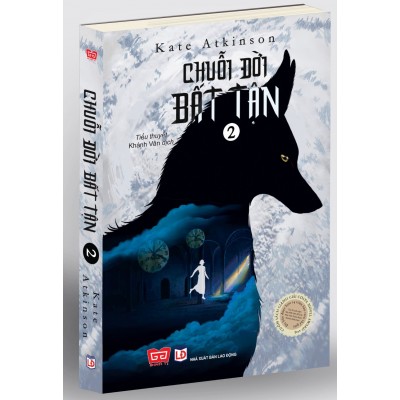 Kate Atkinson
CHUỖI ĐỜI
BẤT TẬN
2
Tiểu thuyết
Khánh Vân dịch
NHÀ XUẤT BẢN LAO ĐỘNG
CHUỖI ĐỜI BẤT TẬN
2
Kate
Atkinson